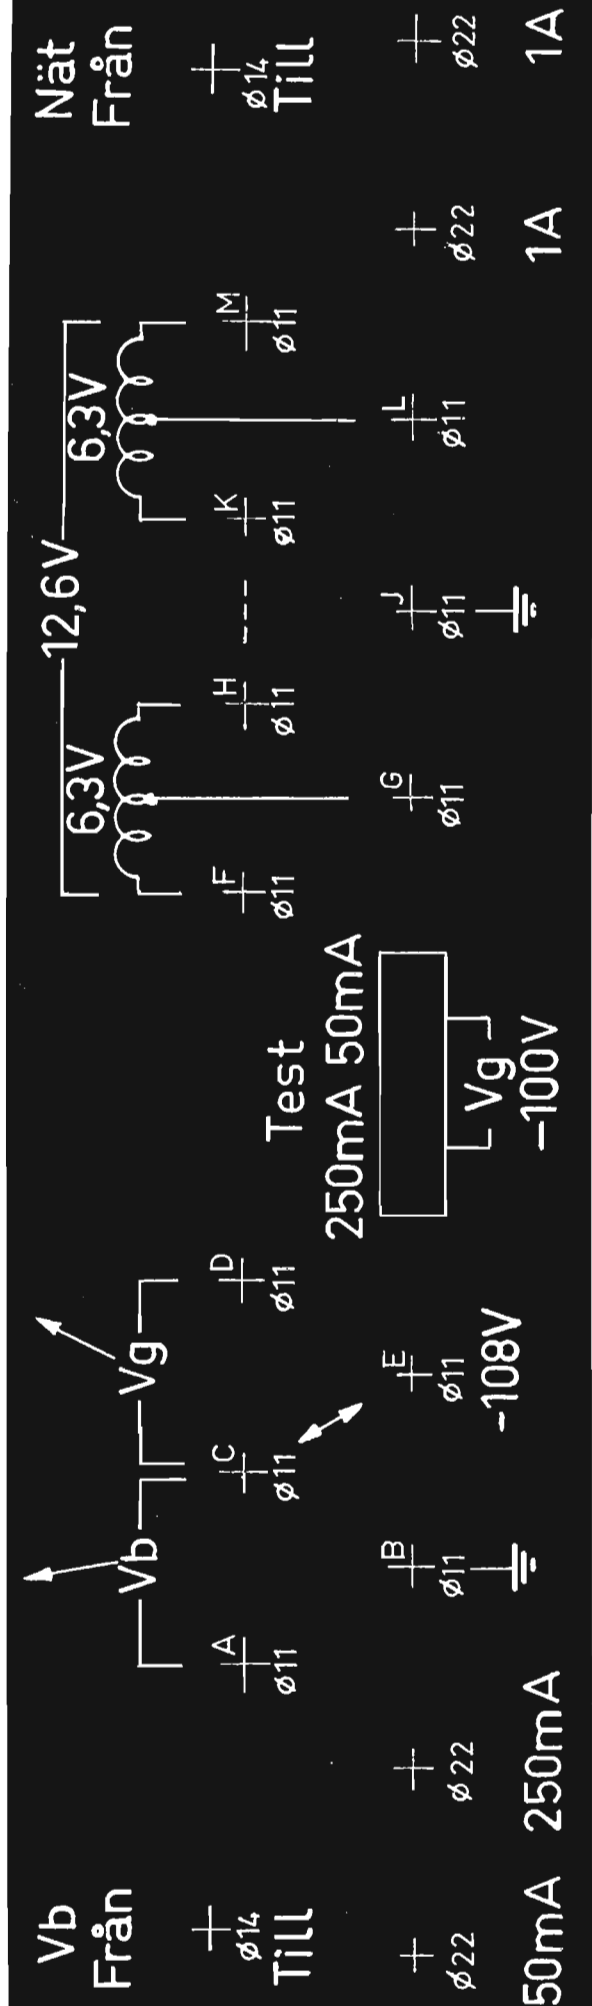 Vb
Från
ø14
Till
ø22
50mA
ø22
250mA
Vb
Vg
A
ø11
B
ø11
C
ø11
D
ø11
E
ø11
-108V
Test
250mA 50mA
Vg
-100V
12,6V
6,3V
6,3V
F
ø11
G
ø11
H
ø11
J
ø11
K
ø11
L
ø11
M
ø11
Nät
Från
ø14
Till
ø22
1A
ø22
1A